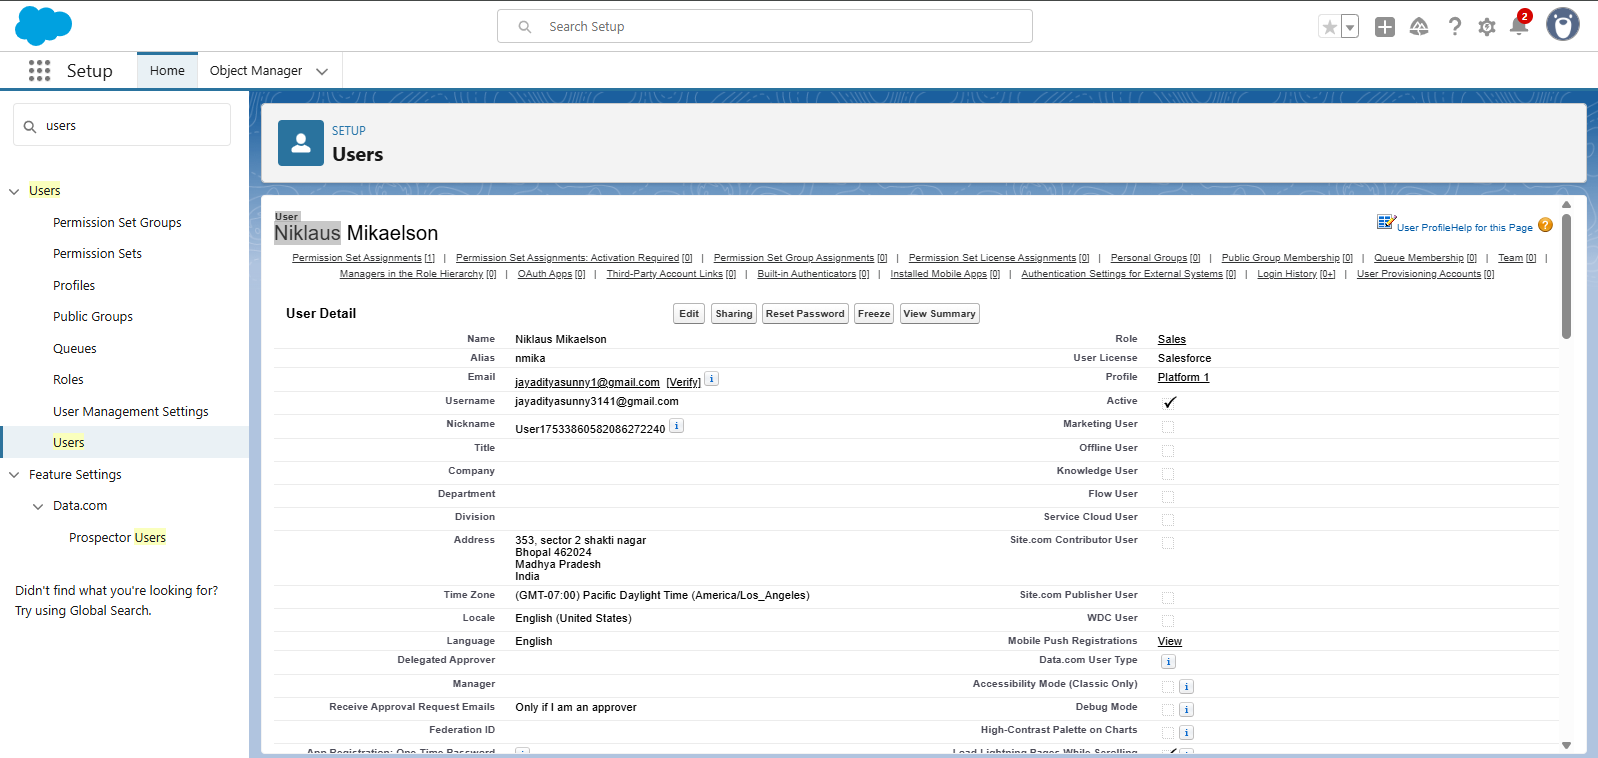 Search Setup
2
Setup
Home
Object Manager
users
Users
Permission Set Groups
Permission Sets
Profiles
Public Groups
Queues
Roles
User Management Settings
Users
Feature Settings
Data.com
Prospector Users
Didn't find what you're looking for?
Try using Global Search.
SETUP
Users
User
Niklaus Mikaelson
User Profile Help for this Page
Permission Set Assignments [1] | Permission Set Assignments: Activation Required [0] | Permission Set Group Assignments [0] | Permission Set License Assignments [0] | Personal Groups [0] | Public Group Membership [0] | Queue Membership [0] | Team [0] |
Managers in the Role Hierarchy [0] | OAuth Apps [0] | Third-Party Account Links [0] | Built-in Authenticators [0] | Installed Mobile Apps [0] | Authentication Settings for External Systems [0] | Login History [0+] | User Provisioning Accounts [0]
User Detail
Edit Sharing Reset Password Freeze View Summary
Name Niklaus Mikaelson Role Sales
Alias nmika User License Salesforce
Email jayadityasunny1@gmail.com [Verify] i Profile Platform 1
Username jayadityasunny3141@gmail.com Active
Nickname User17533860582086272240 i Marketing User
Title Offline User
Company Knowledge User
Department Flow User
Division Service Cloud User
Address 353, sector 2 shakti nagar Site.com Contributor User
Bhopal 462024
Madhya Pradesh
India
Time Zone (GMT-07:00) Pacific Daylight Time (America/Los_Angeles) Site.com Publisher User
Locale English (United States) WDC User
Language English Mobile Push Registrations View
Delegated Approver Data.com User Type i
Manager Accessibility Mode (Classic Only) i
Receive Approval Request Emails Only if I am an approver Debug Mode i
Federation ID High-Contrast Palette on Charts i
App Registration: One-Time Password Load Lightning Pages While Scrolling